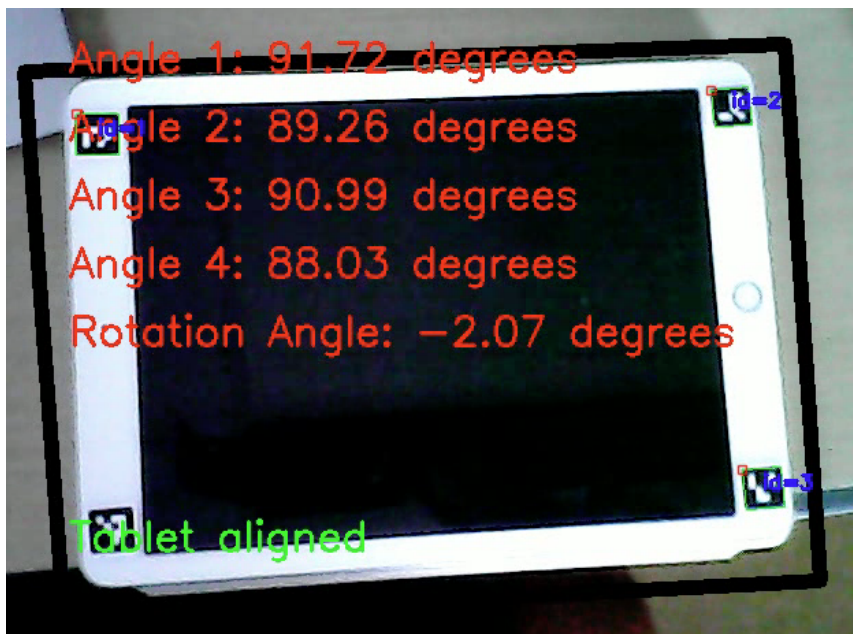 Angle 1: 91.72 degrees
id=2
Angle 2: 89.26 degrees
Angle 3: 90.99 degrees
Angle 4: 88.03 degrees
Rotation Angle: −2.07 degrees
id=3
Tablet aligned